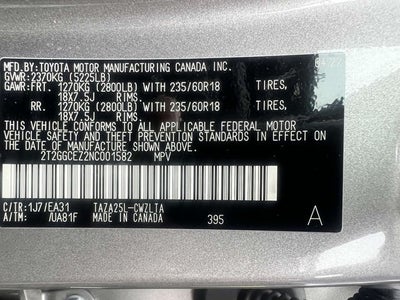 MFD.BY:TOYOTA MOTOR MANUFACTURING CANADA INC.
GVWR:2370KG (5225LB)
GAWR:FRT. 1270KG (2800LB) WITH 235/60R18 TIRES,
18X7.5J RIMS
RR. 1270KG (2800LB) WITH 235/60R18 TIRES,
18X7.5J RIMS
THIS VEHICLE CONFORMS TO ALL APPLICABLE FEDERAL MOTOR
VEHICLE SAFETY STANDARDS IN EFFECT ON THE DATE OF
MANUFACTURE SHOWN ABOVE.
2T2GGCEZ2NC001582 MPV
C/TR:1J7/EA31 TAZA25L-CWZLTA
A/TM: /UA81F MADE IN CANADA 395 A